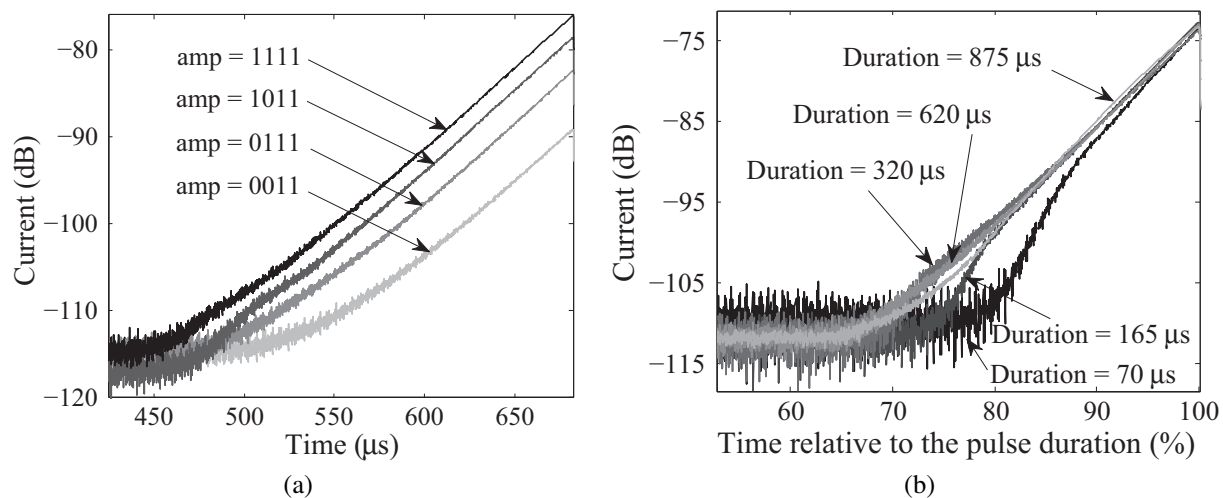 −80
−90
−100
−110
−120
Current (dB)
amp = 1111
amp = 1011
amp = 0111
amp = 0011
450
500
550
600
650
Time (μs)
(a)
−75
−85
−95
−105
−115
Current (dB)
Duration = 875 μs
Duration = 620 μs
Duration = 320 μs
Duration = 165 μs
Duration = 70 μs
60
70
80
90
100
Time relative to the pulse duration (%)
(b)